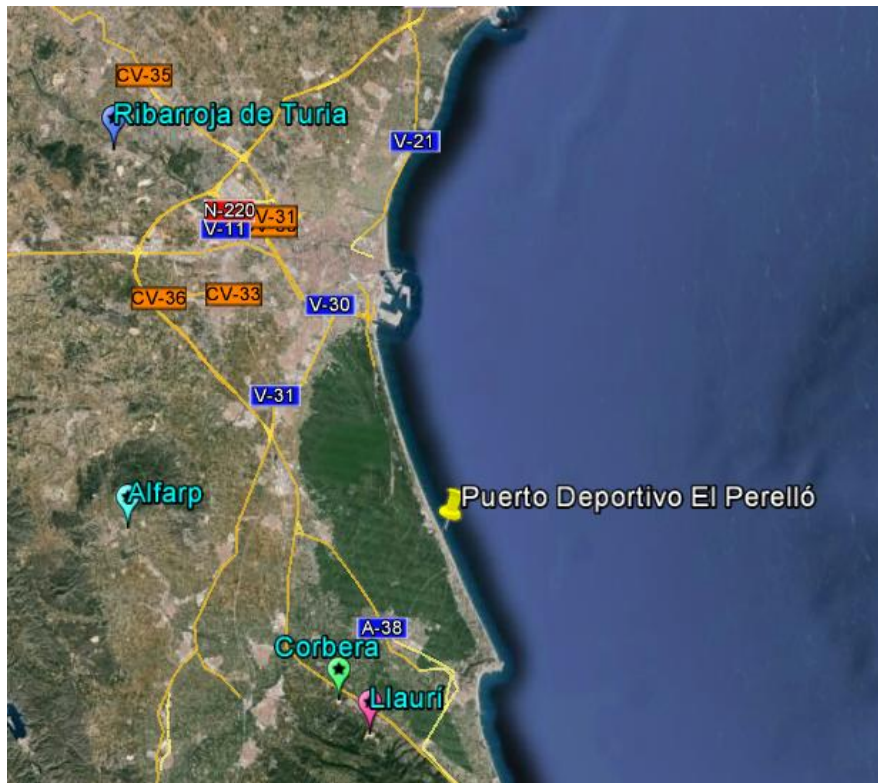 CV-35
Ribarroja de Turia
V-21
N-220
V-31
V-11
CV-36
CV-33
V-30
V-31
Alfarp
Puerto Deportivo El Perelló
A-38
Corbera
Llaurí